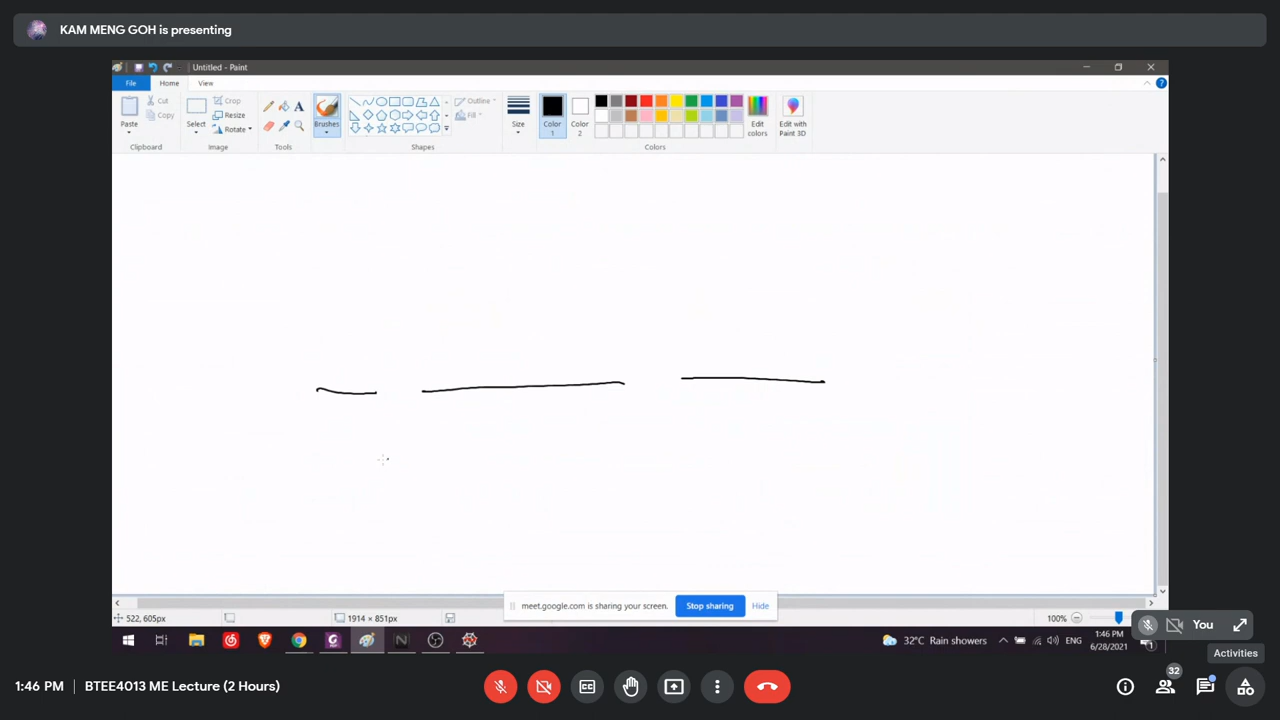 KAM MENG GOH is presenting
Untitled - Paint
File Home View
Paste
Cut
Copy
Clipboard
Select
Crop
Resize
Rotate
Image
A
Tools
Brushes
Outline
Fill
Shapes
Size
Color 1
Color 2
Edit colors
Colors
Edit with Paint 3D
meet.google.com is sharing your screen. Stop sharing Hide
522, 605px
1914 × 851px
100%
32°C Rain showers
ENG
1:46 PM
6/28/2021
1
You
Activities
1:46 PM BTEE4013 ME Lecture (2 Hours)
CC
32